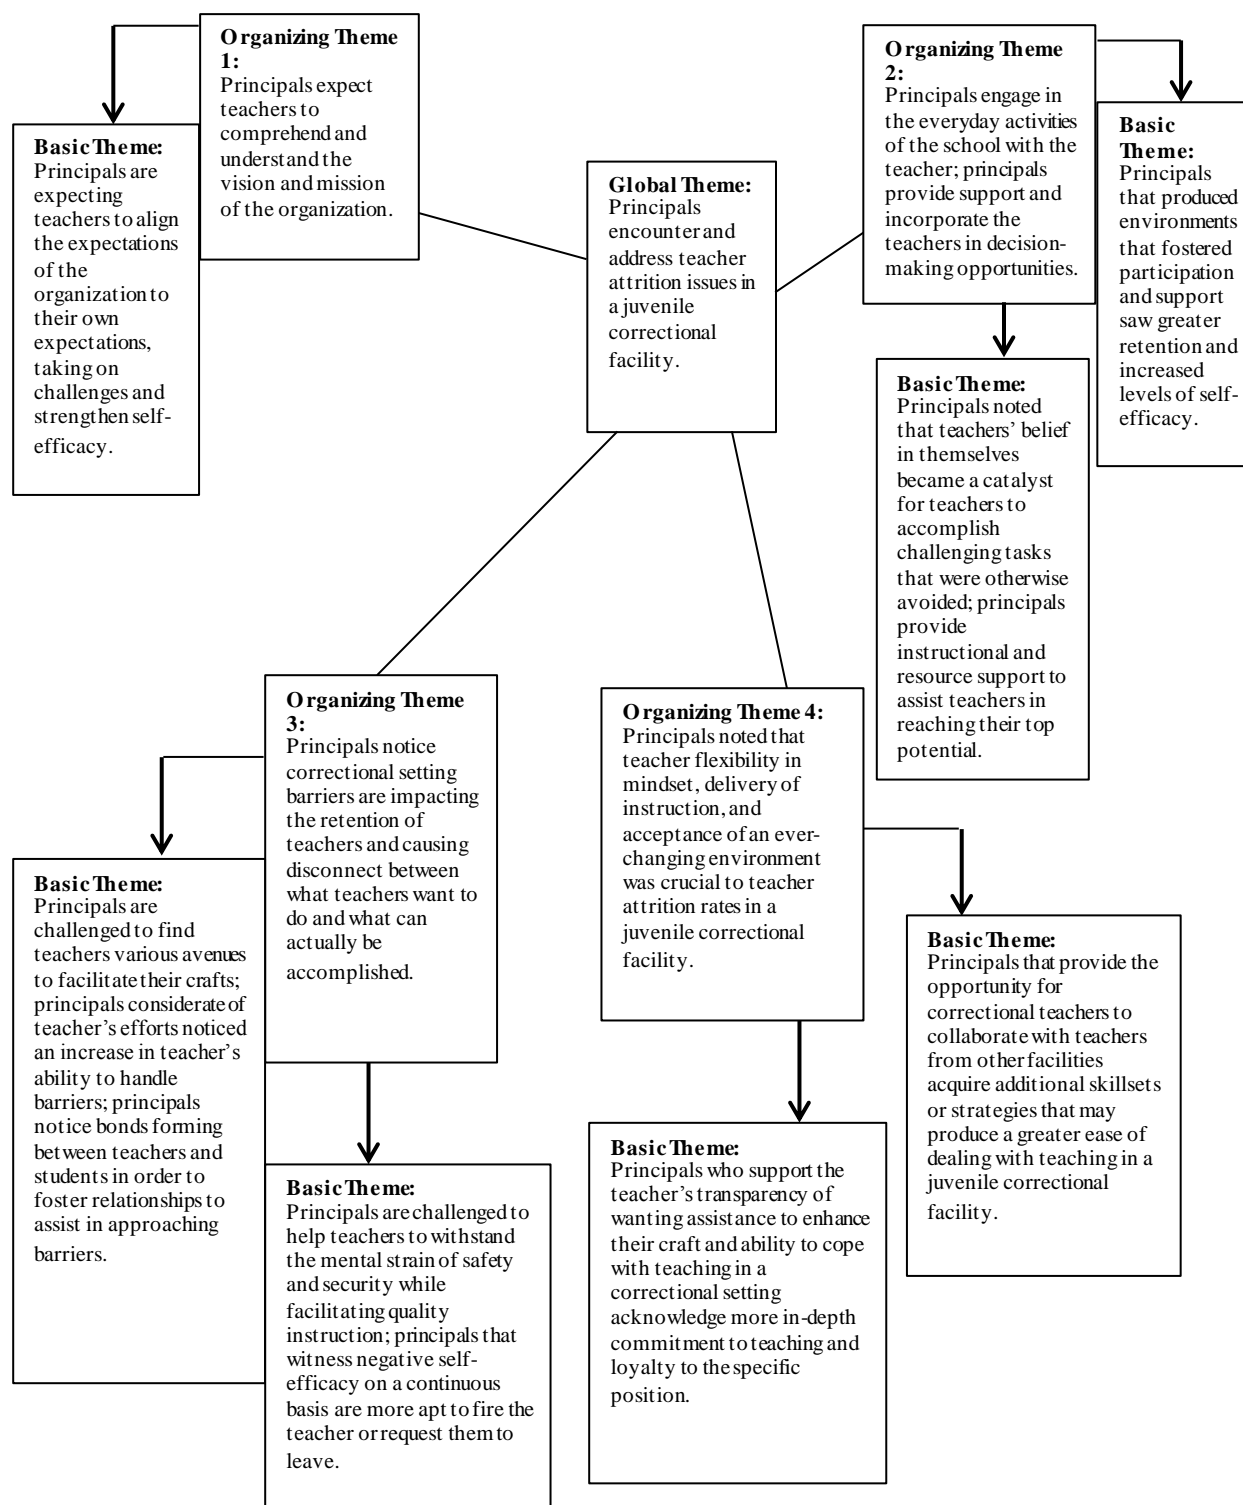 Organizing Theme
1:
Principals expect
teachers to
comprehend and
understand the
vision and mission
of the organization.
Basic Theme:
Principals are
expecting
teachers to align
the expectations
of the
organization to
their own
expectations,
taking on
challenges and
strengthen self-
efficacy.
Global Theme:
Principals
encounter and
address teacher
attrition issues in
a juvenile
correctional
facility.
Organizing Theme
2:
Principals engage in
the everyday activities
of the school with the
teacher; principals
provide support and
incorporate the
teachers in decision-
making opportunities.
Basic
Theme:
Principals
that produced
environments
that fostered
participation
and support
saw greater
retention and
increased
levels of self-
efficacy.
Basic Theme:
Principals noted
that teachers’ belief
in themselves
became a catalyst
for teachers to
accomplish
challenging tasks
that were otherwise
avoided; principals
provide
instructional and
resource support to
assist teachers in
reaching their top
potential.
Organizing Theme
3:
Principals notice
correctional setting
barriers are impacting
the retention of
teachers and causing
disconnect between
what teachers want to
do and what can
actually be
accomplished.
Basic Theme:
Principals are
challenged to find
teachers various
avenues to
facilitate their crafts;
principals considerate of
teacher’s efforts noticed
an increase in teacher’s
ability to handle
barriers; principals
notice bonds forming
between teachers and
students in order to
foster relationships to
assist in approaching
barriers.
Basic Theme:
Principals are challenged to
help teachers to withstand
the mental strain of safety
and security while
facilitating quality
instruction; principals that
witness negative self-
efficacy on a continuous
basis are more apt to fire the
teacher or request them to
leave.
Organizing Theme 4:
Principals noted that
teacher flexibility in
mindset, delivery of
instruction, and
acceptance of an ever-
changing environment
was crucial to teacher
attrition rates in a
juvenile correctional
facility.
Basic Theme:
Principals who support the
teacher’s transparency of
wanting assistance to enhance
their craft and ability to cope
with teaching in a
correctional setting
acknowledge more in-depth
commitment to teaching and
loyalty to the specific
position.
Basic Theme:
Principals that provide the
opportunity for
correctional teachers to
collaborate with teachers
from other facilities
acquire additional skillsets
or strategies that may
produce a greater ease of
dealing with teaching in a
juvenile correctional
facility.